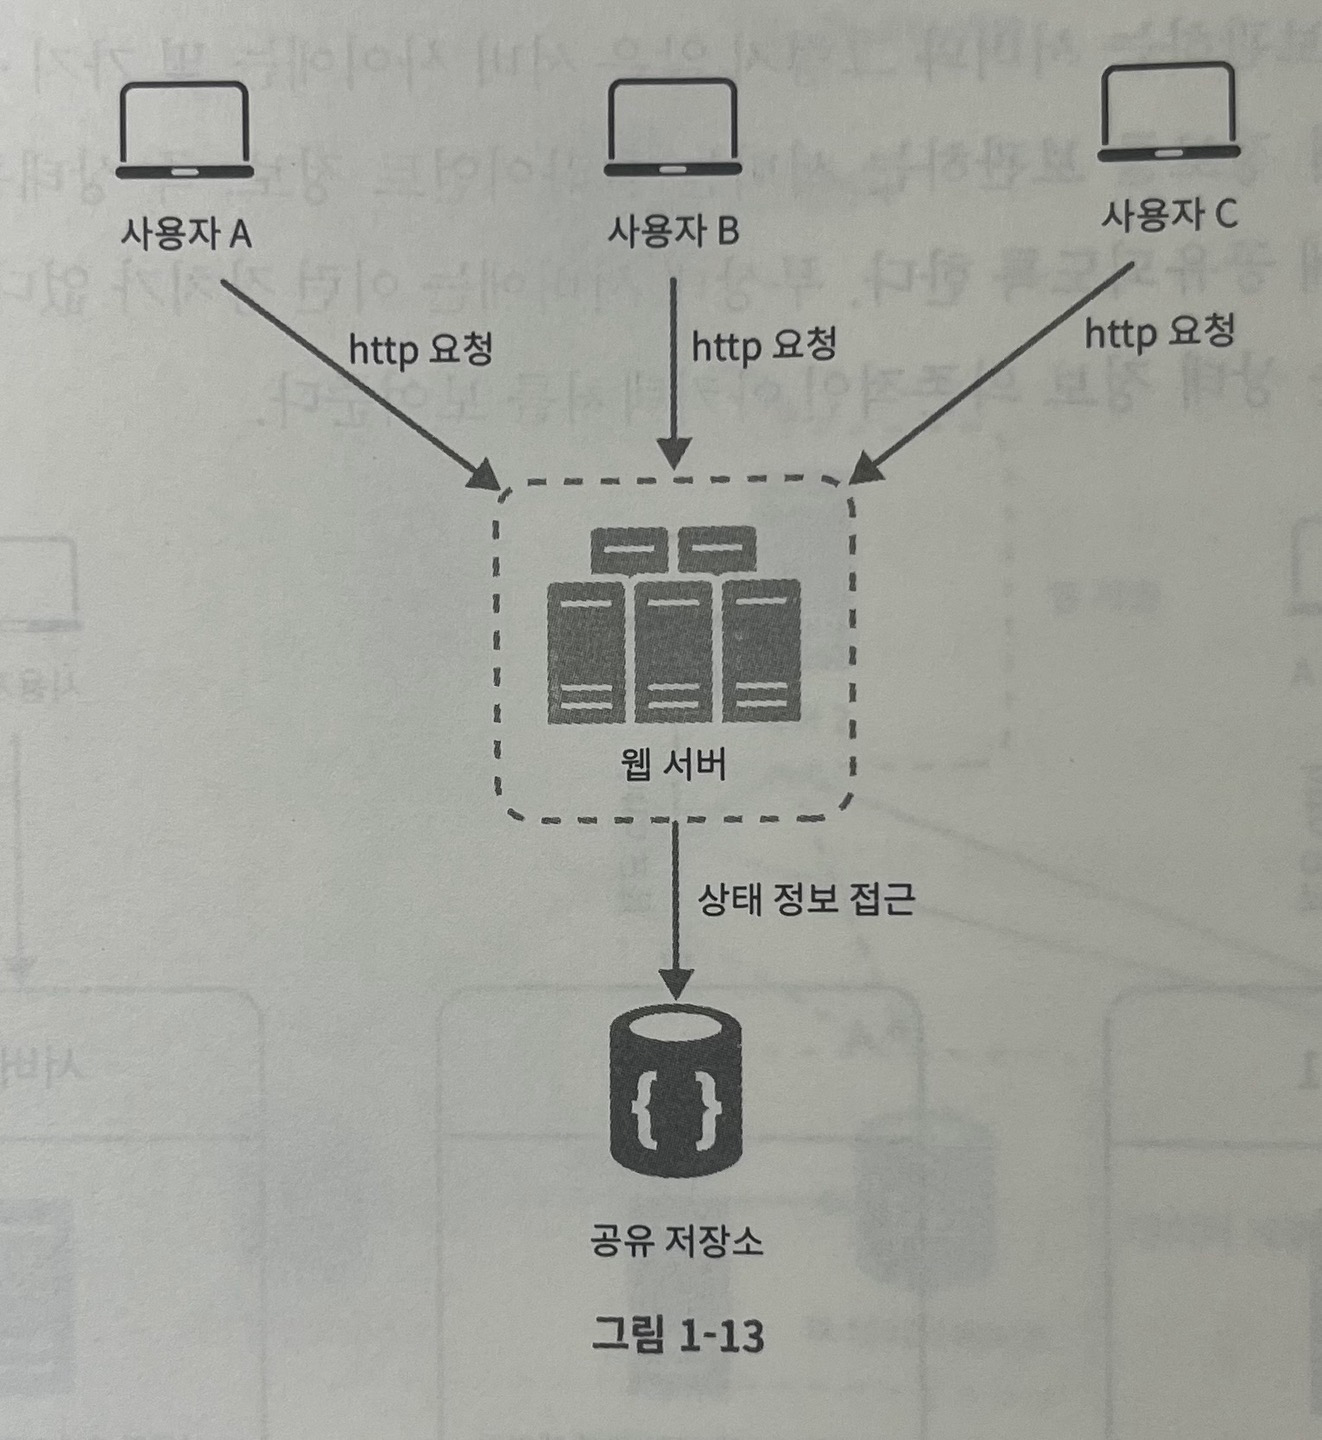 사용자 A
사용자 B
사용자 C
http 요청
http 요청
http 요청
웹 서버
상태 정보 접근
{ }
공유 저장소
그림 1-13